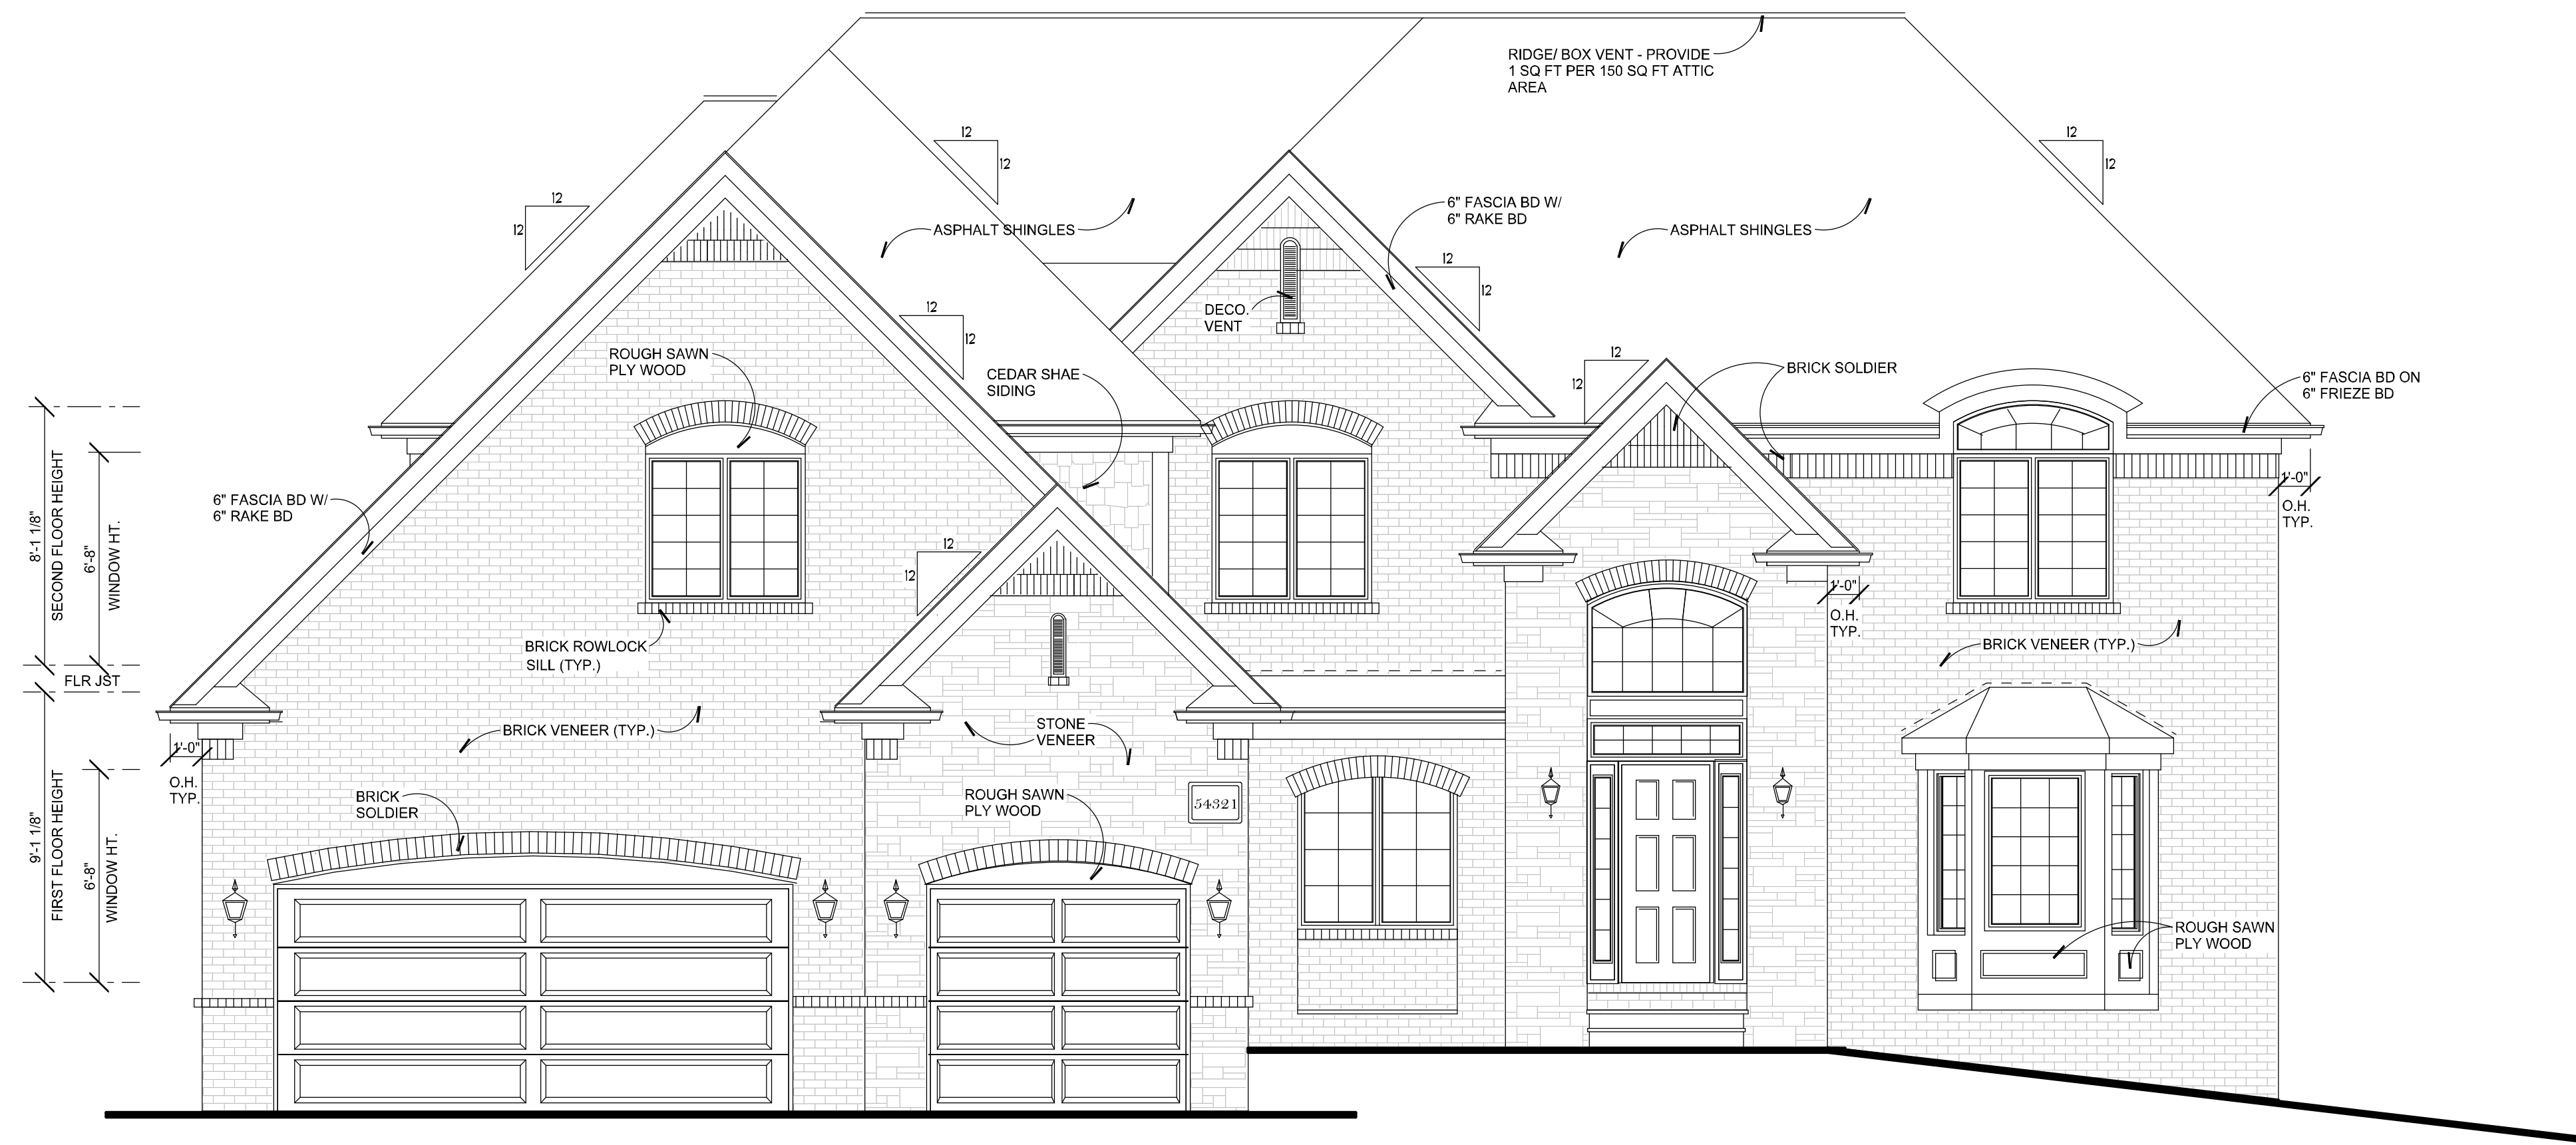 RIDGE/ BOX VENT - PROVIDE
1 SQ FT PER 150 SQ FT ATTIC
AREA
12
12
12
12
12
12
12
12
ASPHALT SHINGLES
6" FASCIA BD W/
6" RAKE BD
ASPHALT SHINGLES
12
12
DECO.
VENT
12
12
ROUGH SAWN
PLY WOOD
CEDAR SHAE
SIDING
12
12
BRICK SOLDIER
6" FASCIA BD ON
6" FRIEZE BD
8'-1 1/8"
SECOND FLOOR HEIGHT
6'-8"
WINDOW HT.
6" FASCIA BD W/
6" RAKE BD
1'-0"
O.H.
TYP.
12
12
1'-0"
O.H.
TYP.
BRICK ROWLOCK
SILL (TYP.)
BRICK VENEER (TYP.)
FLR JST
BRICK VENEER (TYP.)
STONE
VENEER
1'-0"
O.H.
TYP.
9'-1 1/8"
FIRST FLOOR HEIGHT
6'-8"
WINDOW HT.
BRICK
SOLDIER
ROUGH SAWN
PLY WOOD
54321
ROUGH SAWN
PLY WOOD